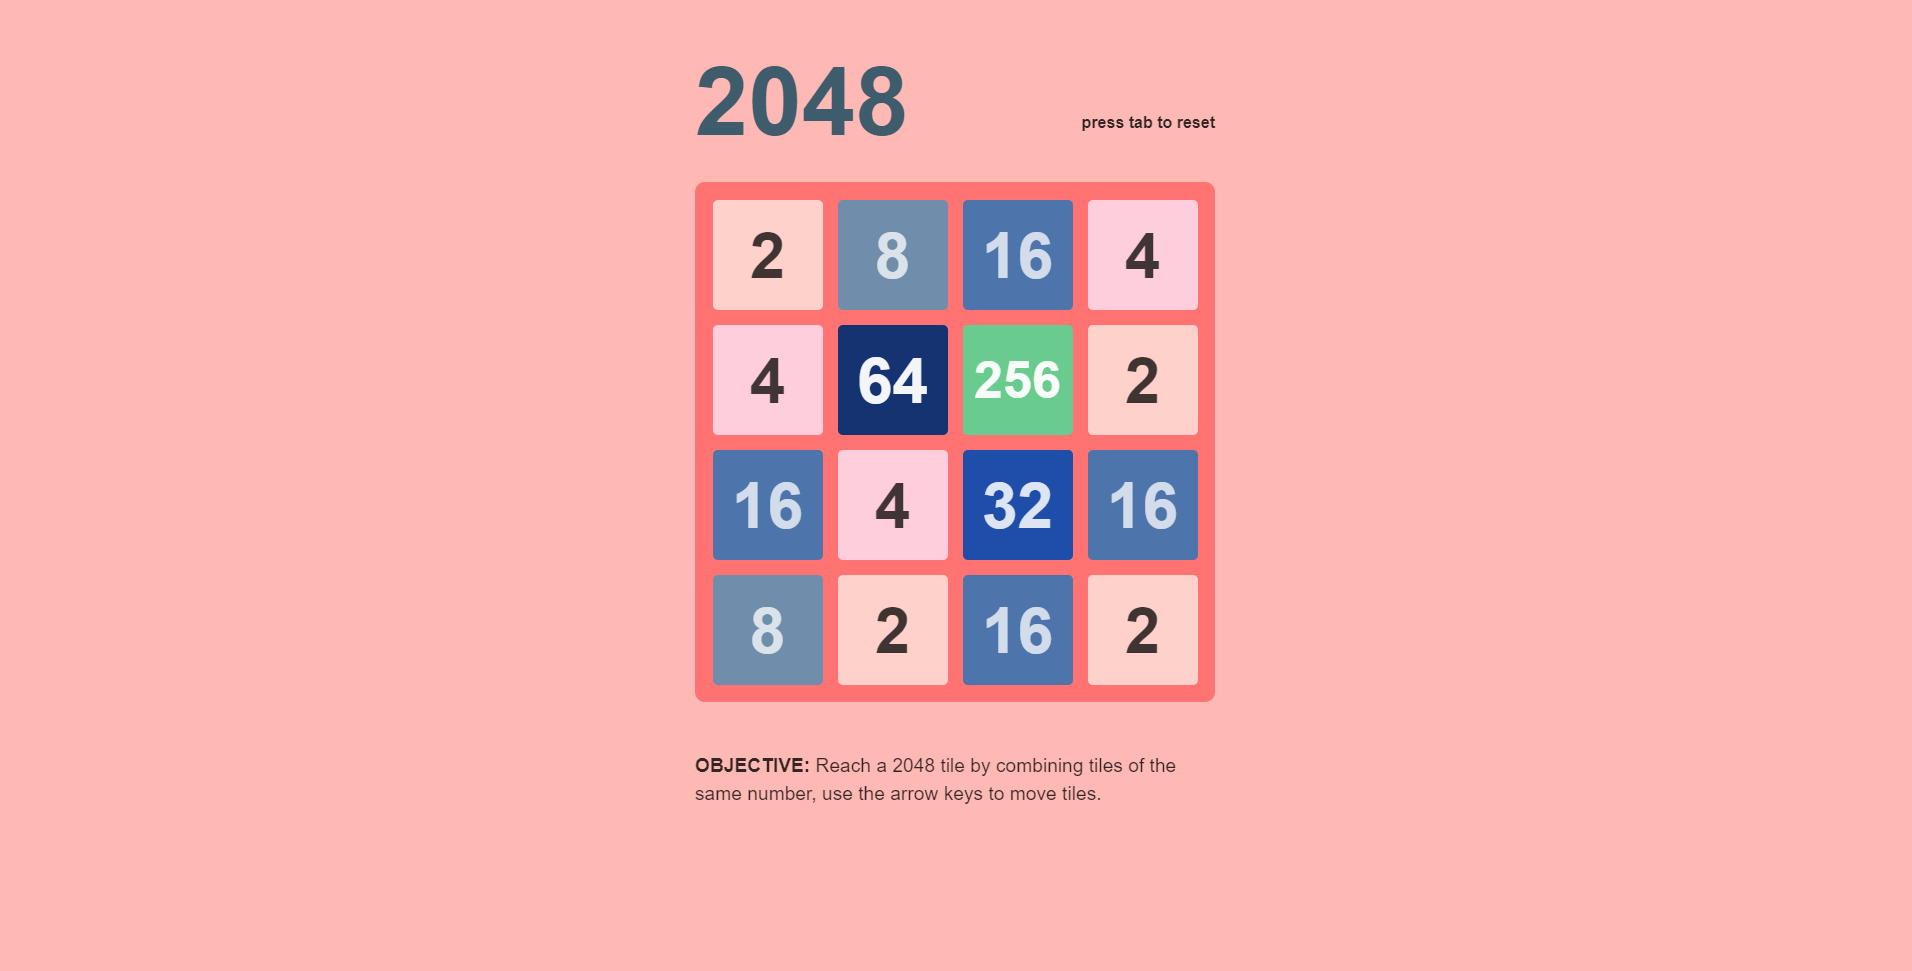 2048
press tab to reset
2 8 16 4
4 64 256 2
16 4 32 16
8 2 16 2
OBJECTIVE: Reach a 2048 tile by combining tiles of the
same number, use the arrow keys to move tiles.